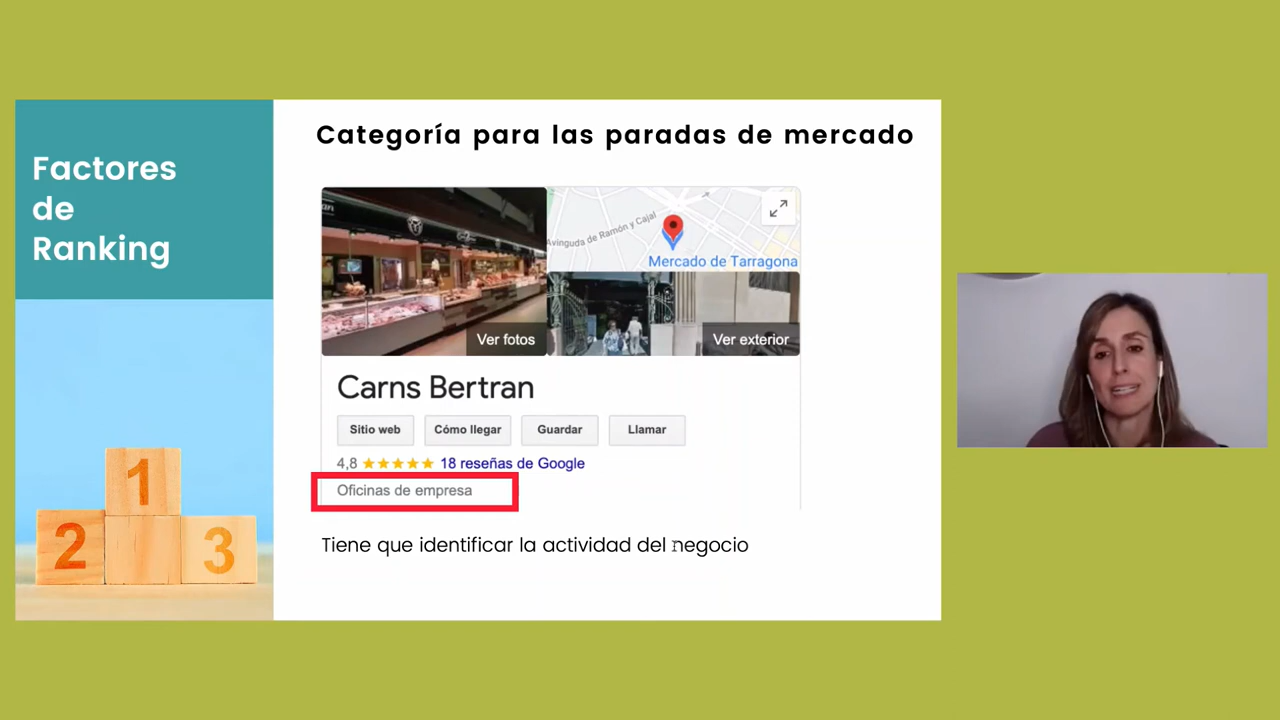 Factores
de
Ranking
1
2
3
Categoría para las paradas de mercado
Avinguda de Ramón y Cajal
Mercado de Tarragona
Ver fotos
Ver exterior
Carns Bertran
Sitio web
Cómo llegar
Guardar
Llamar
4,8 ★★★★★ 18 reseñas de Google
Oficinas de empresa
Tiene que identificar la actividad del negocio